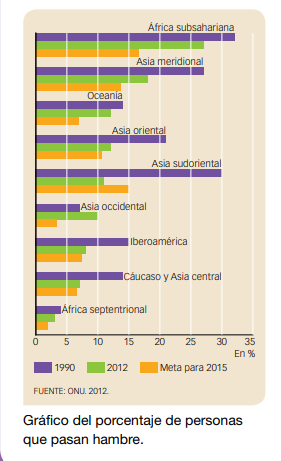 África subsahariana
Asia meridional
Oceanía
Asia oriental
Asia sudoriental
Asia occidental
Iberoamérica
Cáucaso y Asia central
África septentrional
0 5 10 15 20 25 30 35
En %
1990 2012 Meta para 2015
FUENTE: ONU. 2012.
Gráfico del porcentaje de personas
que pasan hambre.